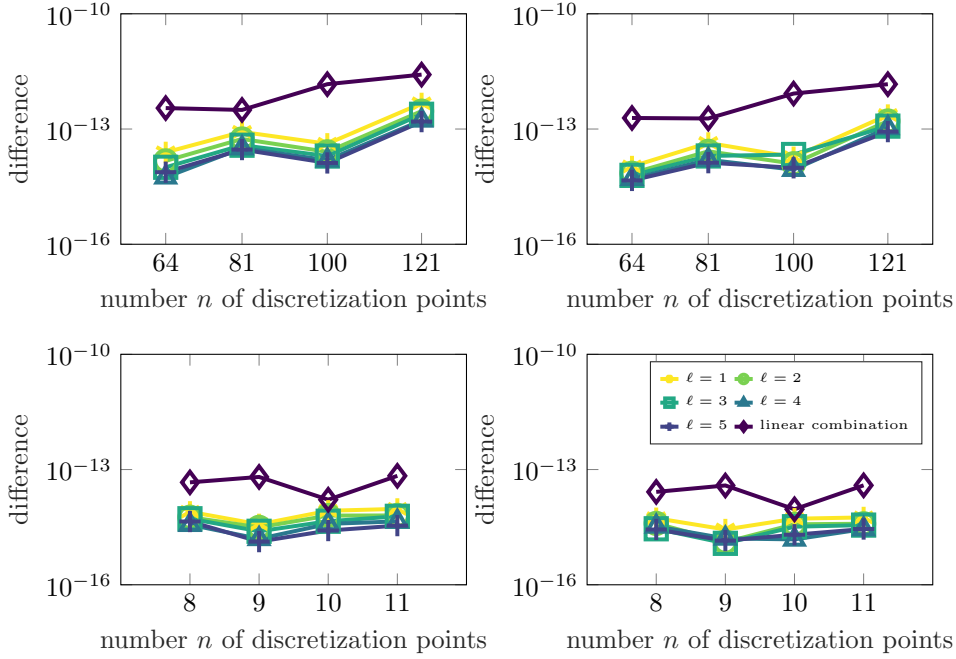 10^{-10}
10^{-13}
10^{-16}
difference
64 81 100 121
number n of discretization points
10^{-10}
10^{-13}
10^{-16}
difference
64 81 100 121
number n of discretization points
10^{-10}
10^{-13}
10^{-16}
difference
8 9 10 11
number n of discretization points
10^{-10}
10^{-13}
10^{-16}
difference
ℓ = 1 ℓ = 2
ℓ = 3 ℓ = 4
ℓ = 5 linear combination
8 9 10 11
number n of discretization points